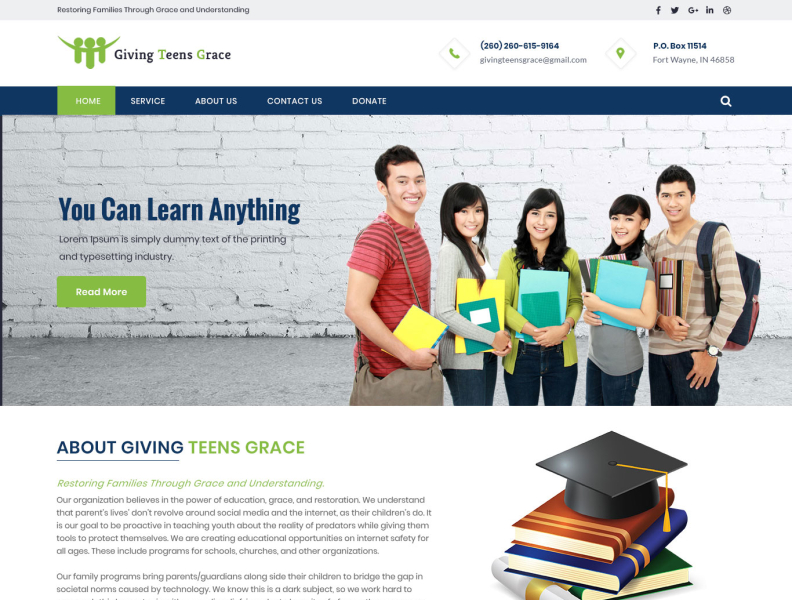 Restoring Families Through Grace and Understanding
Giving Teens Grace
(260) 260-615-9164
givingteensgrace@gmail.com
P.O. Box 11514
Fort Wayne, IN 46858
HOME SERVICE ABOUT US CONTACT US DONATE
You Can Learn Anything
Lorem Ipsum is simply dummy text of the printing
and typesetting industry.
Read More
ABOUT GIVING TEENS GRACE
Restoring Families Through Grace and Understanding.
Our organization believes in the power of education, grace, and restoration. We understand
that parent's lives' don't revolve around social media and the internet, as their children's do. It
is our goal to be proactive in teaching youth about the reality of predators while giving them
tools to protect themselves. We are creating educational opportunities on internet safety for
all ages. These include programs for schools, churches, and other organizations.
Our family programs bring parents/guardians along side their children to bridge the gap in
societal norms caused by technology. We know this is a dark subject, so we work hard to